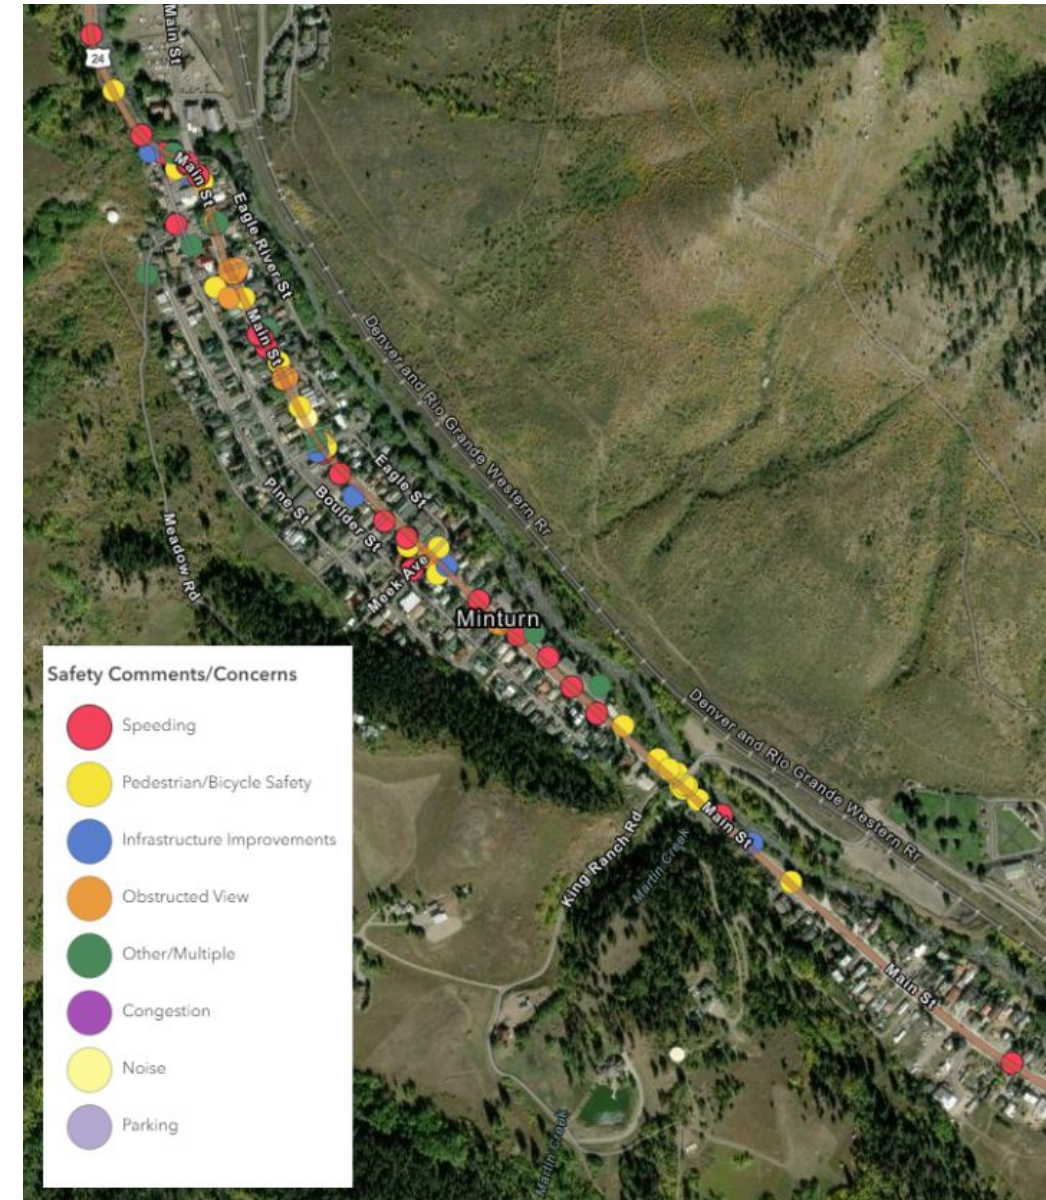 Main St
24
Main St
Eagle River St
Main St
Denver and Rio Grande Western Rr
Eagle St
Boulder St
Pine St
Meadow Rd
Meek Ave
Minturn
Denver and Rio Grande Western Rr
Main St
King Ranch Rd
Martin Creek
Main St
Martin Creek
Safety Comments/Concerns
Speeding
Pedestrian/Bicycle Safety
Infrastructure Improvements
Obstructed View
Other/Multiple
Congestion
Noise
Parking